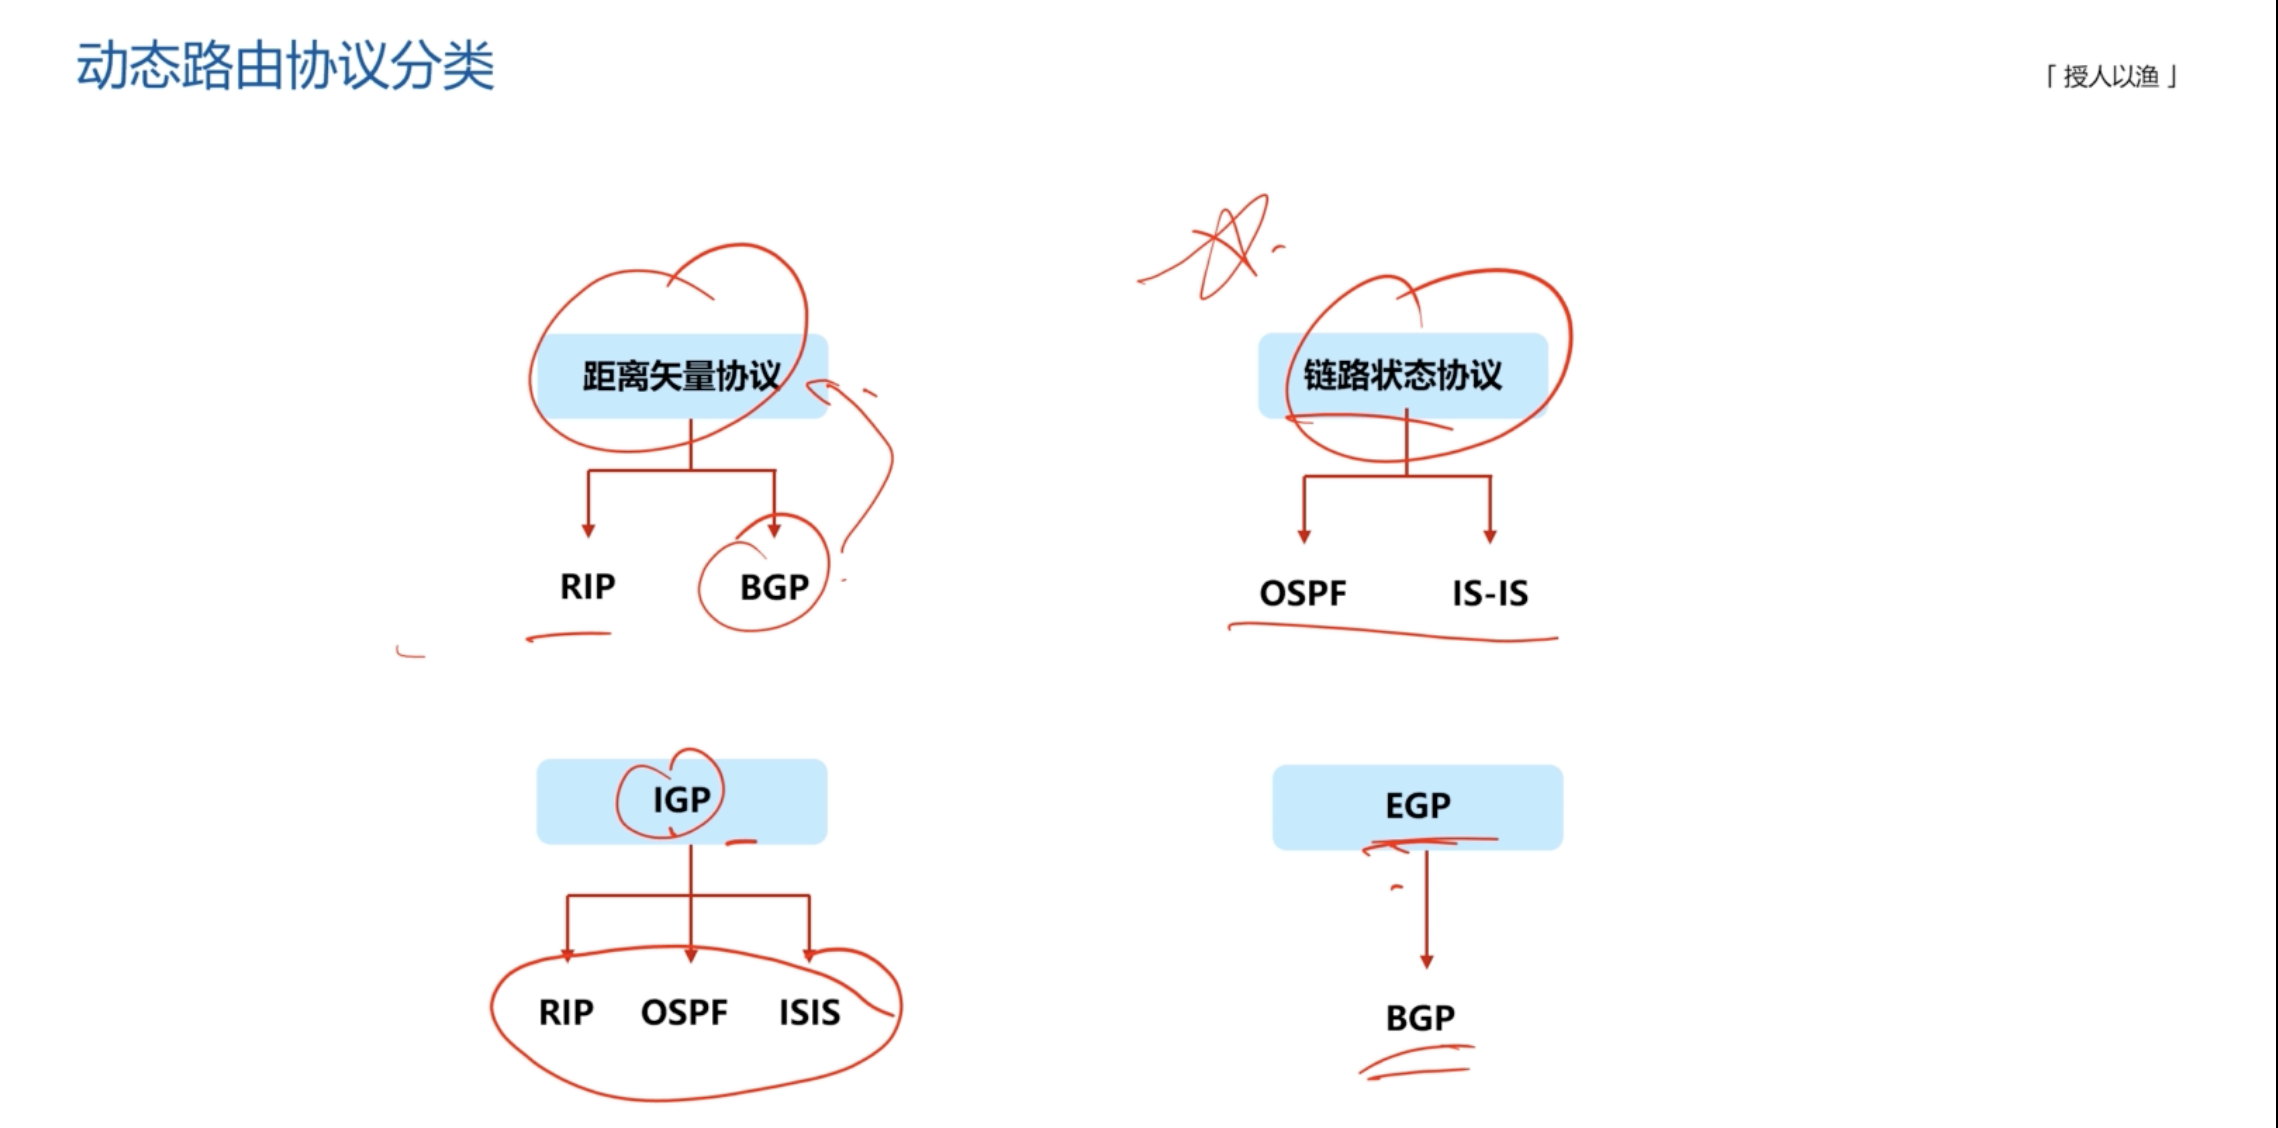 动态路由协议分类
「 授人以渔 」
距离矢量协议
链路状态协议
RIP BGP
OSPF IS-IS
IGP
EGP
RIP OSPF ISIS
BGP